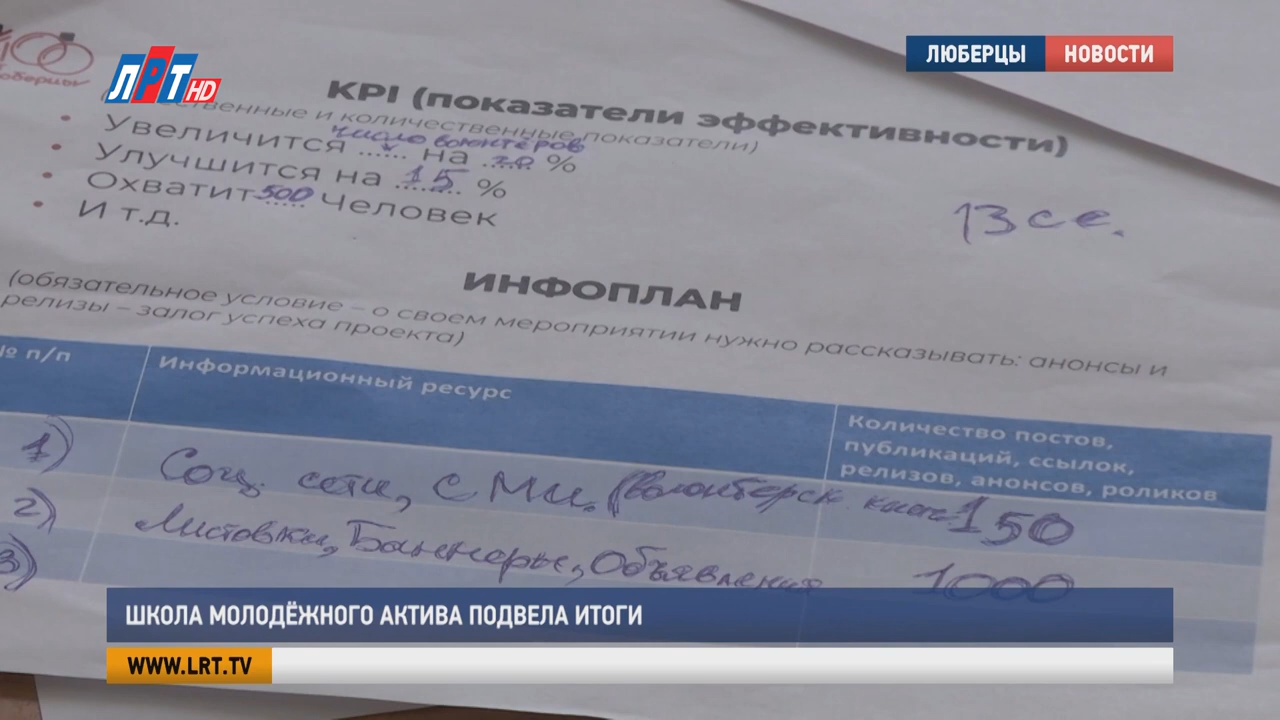 ЛРТ HD
ЛЮБЕРЦЫ НОВОСТИ
KPI (показатели эффективности)
и количественные показатели)
• Увеличится число волонтёров на 20 %
• Улучшится на 15 %
• Охватит 500 Человек
• И т.д.
13 се.
ИНФОПЛАН
(обязательное условие – о своем мероприятии нужно рассказывать: анонсы и
релизы – залог успеха проекта)
№ п/п
Информационный ресурс
Количество постов,
публикаций, ссылок,
релизов, анонсов, роликов
1) Соц. сети, СМИ. 150
2) Листовки, Баннеры, Объявления 1000
3)
ШКОЛА МОЛОДЁЖНОГО АКТИВА ПОДВЕЛА ИТОГИ
WWW.LRT.TV